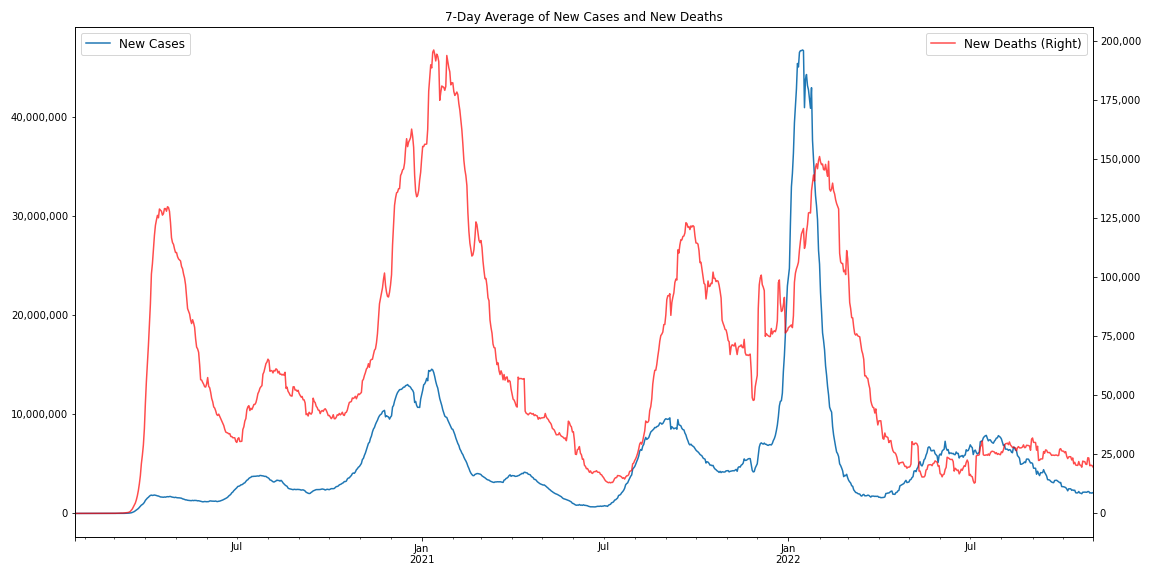 7-Day Average of New Cases and New Deaths
New Cases
New Deaths (Right)
40,000,000
30,000,000
20,000,000
10,000,000
0
200,000
175,000
150,000
125,000
100,000
75,000
50,000
25,000
0
Jul
Jan
2021
Jul
Jan
2022
Jul